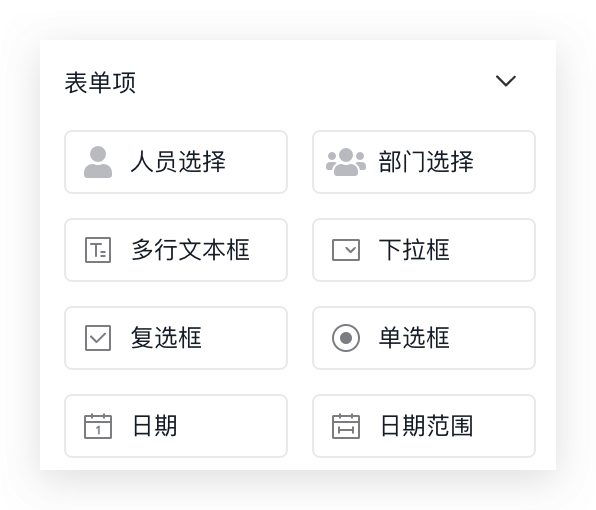 表单项
人员选择
部门选择
多行文本框
下拉框
复选框
单选框
日期
日期范围